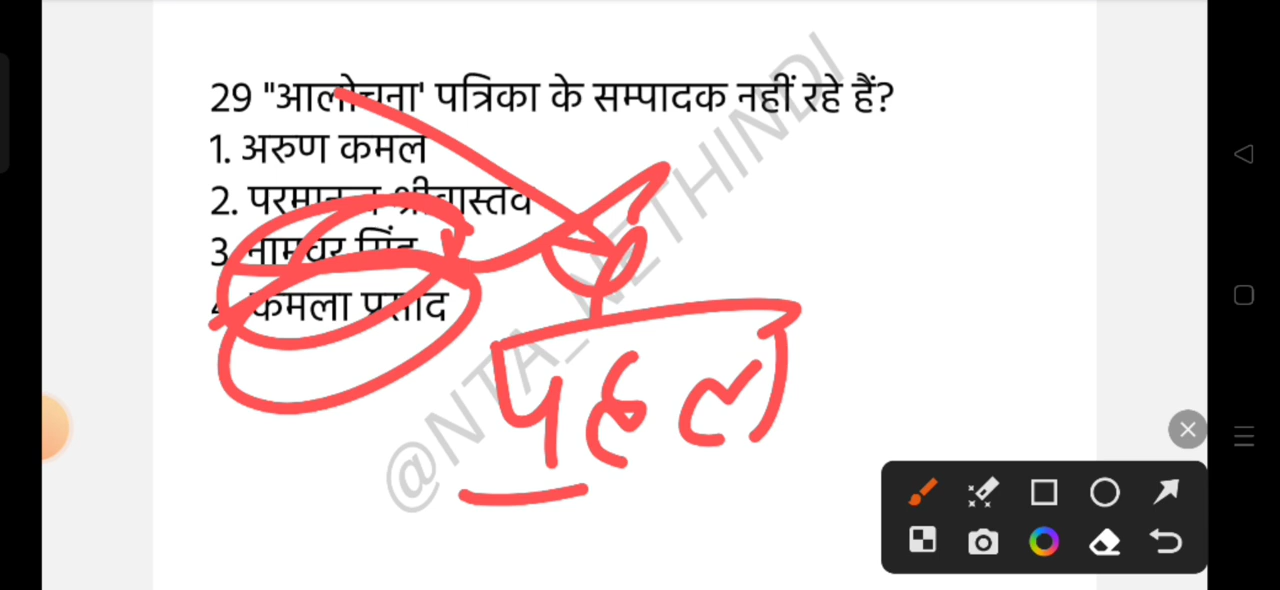 29 "आलोचना' पत्रिका के सम्पादक नहीं रहे हैं?
1. अरुण कमल
2. परमानन्द श्रीवास्तव
3. नामवर सिंह
4. कमला प्रसाद
पहल
@NTA_NETHINDI